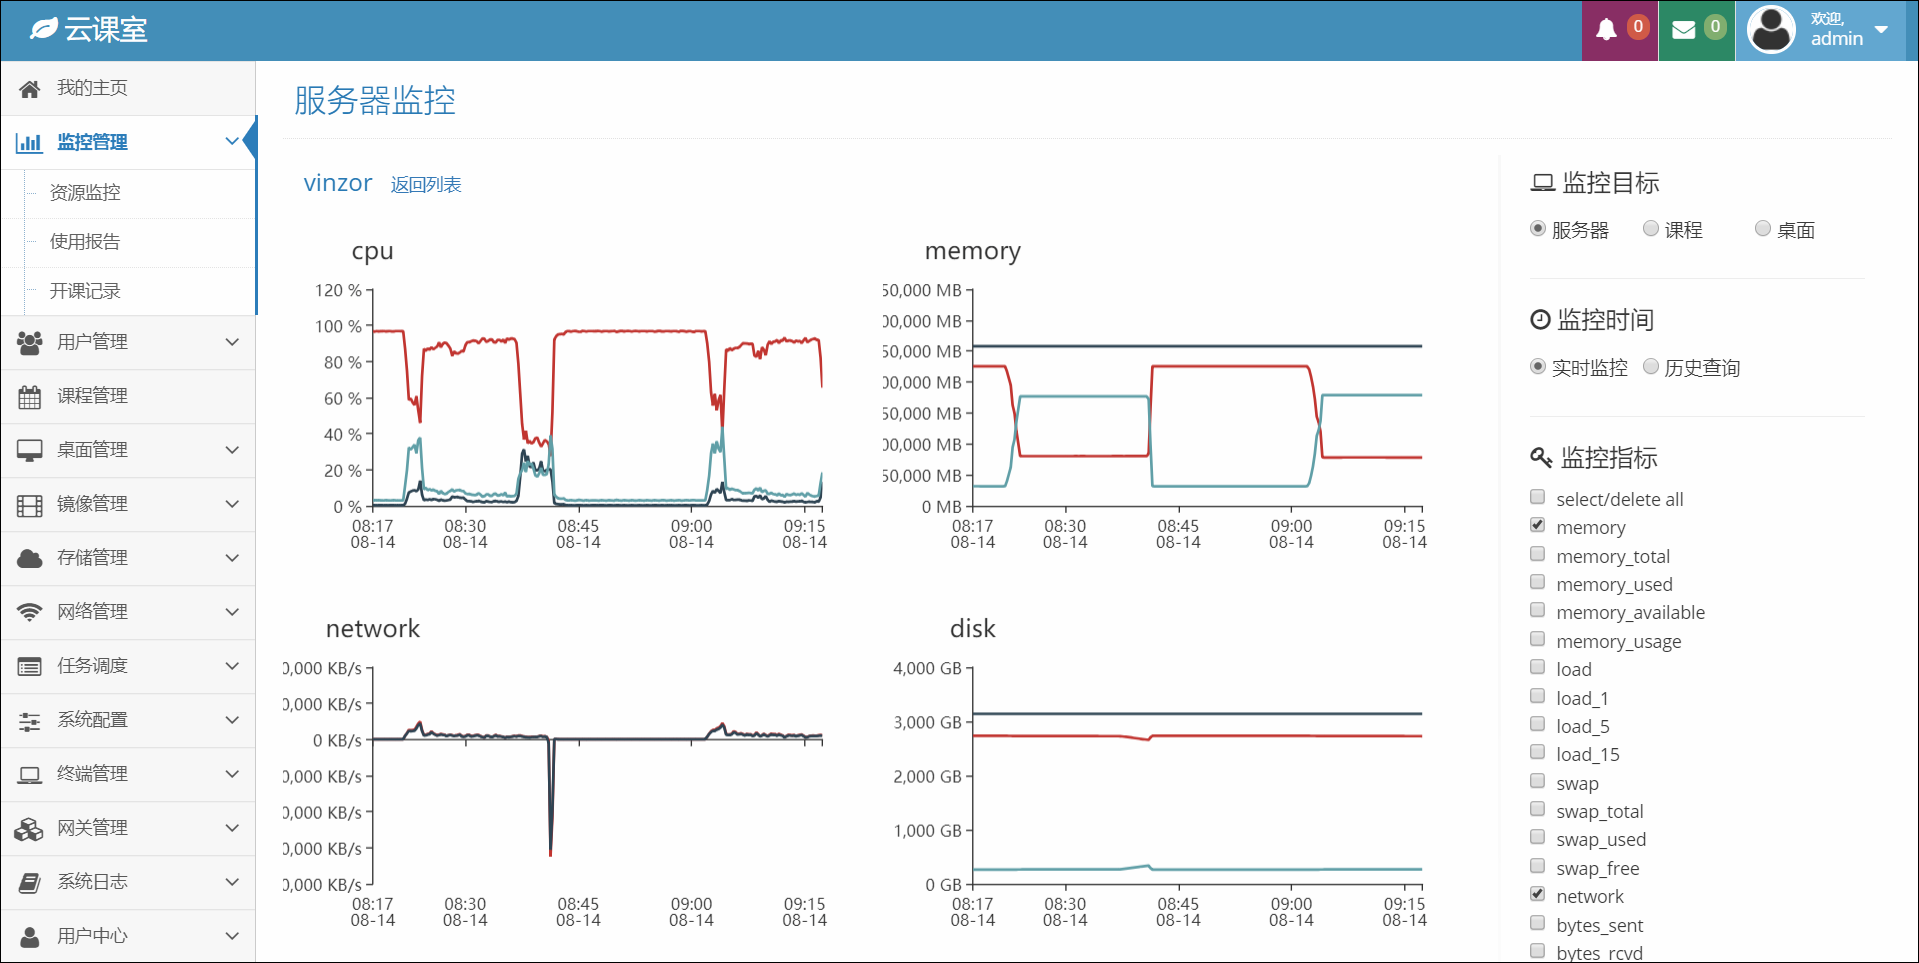 云课室
0
0
欢迎,
admin
我的主页
监控管理
资源监控
使用报告
开课记录
用户管理
课程管理
桌面管理
镜像管理
存储管理
网络管理
任务调度
系统配置
终端管理
网关管理
系统日志
用户中心
服务器监控
vinzor 返回列表
cpu
120 %
100 %
80 %
60 %
40 %
20 %
0 %
08:17 08:30 08:45 09:00 09:15
08-14 08-14 08-14 08-14 08-14
memory
50,000 MB
00,000 MB
50,000 MB
00,000 MB
50,000 MB
00,000 MB
50,000 MB
0 MB
08:17 08:30 08:45 09:00 09:15
08-14 08-14 08-14 08-14 08-14
network
0,000 KB/s
0,000 KB/s
0 KB/s
0,000 KB/s
0,000 KB/s
0,000 KB/s
0,000 KB/s
08:17 08:30 08:45 09:00 09:15
08-14 08-14 08-14 08-14 08-14
disk
4,000 GB
3,000 GB
2,000 GB
1,000 GB
0 GB
08:17 08:30 08:45 09:00 09:15
08-14 08-14 08-14 08-14 08-14
监控目标
服务器 课程 桌面
监控时间
实时监控 历史查询
监控指标
select/delete all
memory
memory_total
memory_used
memory_available
memory_usage
load
load_1
load_5
load_15
swap
swap_total
swap_used
swap_free
network
bytes_sent
bytes_rcvd